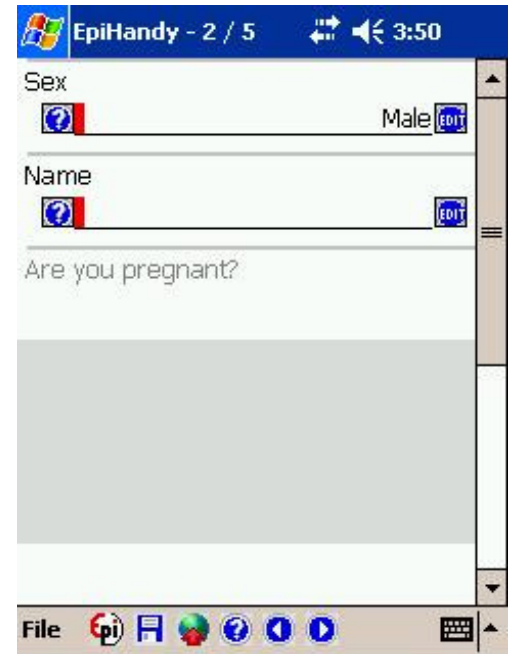 EpiHandy - 2 / 5 3:50
Sex
Male EDIT
Name
EDIT
Are you pregnant?
File Epi